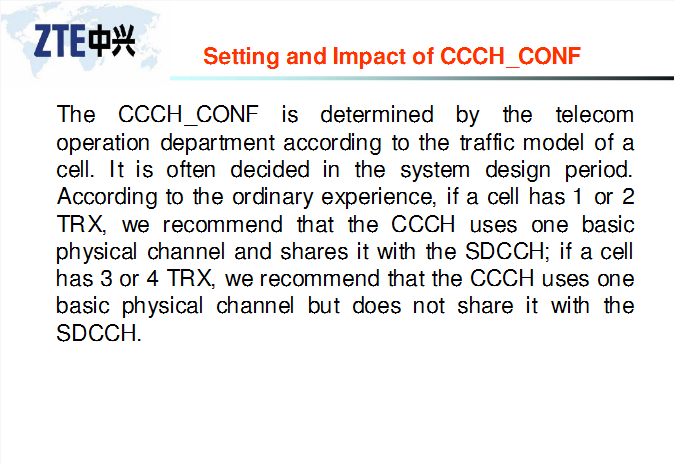 ZTE中兴
Setting and Impact of CCCH_CONF
The CCCH_CONF is determined by the telecom
operation department according to the traffic model of a
cell. It is often decided in the system design period.
According to the ordinary experience, if a cell has 1 or 2
TRX, we recommend that the CCCH uses one basic
physical channel and shares it with the SDCCH; if a cell
has 3 or 4 TRX, we recommend that the CCCH uses one
basic physical channel but does not share it with the
SDCCH.